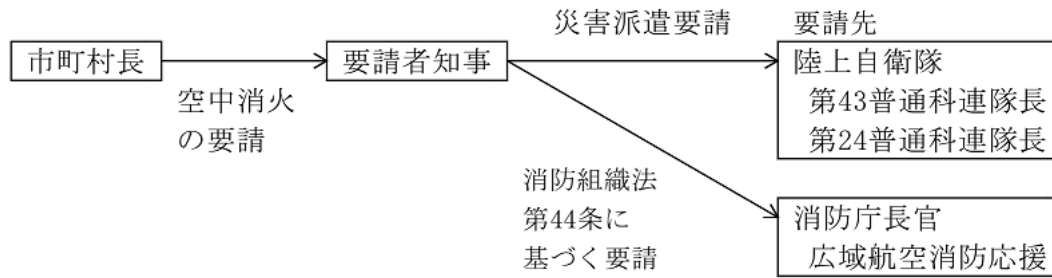 災害派遣要請
要請先
市町村長
要請者知事
陸上自衛隊
第43普通科連隊長
第24普通科連隊長
空中消火
の要請
消防組織法
第44条に
基づく要請
消防庁長官
広域航空消防応援